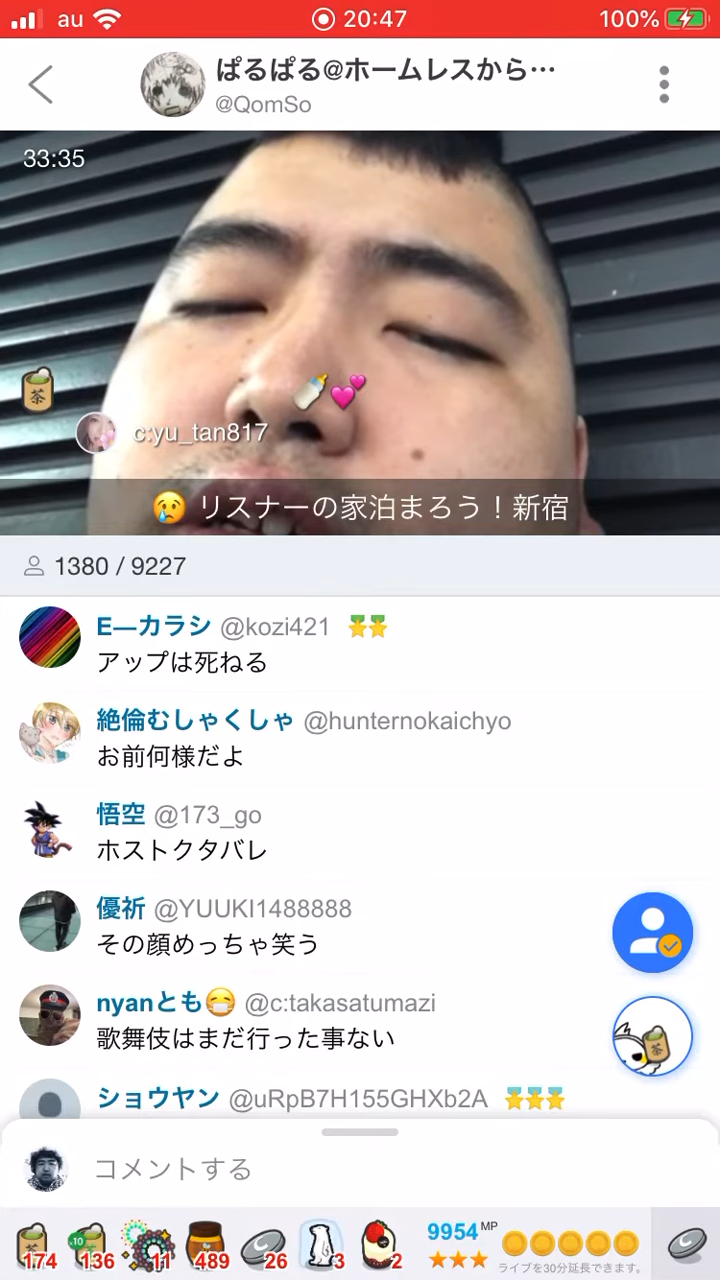 au 20:47 100%
ぱるぱる@ホームレスから…
@QomSo
33:35
茶
c:yu_tan817
😢 リスナーの家泊まろう！新宿
1380 / 9227
E―カラシ @kozi421
アップは死ねる
絶倫むしゃくしゃ @hunternokaichyo
お前何様だよ
悟空 @173_go
ホストクタバレ
優祈 @YUUKI1488888
その顔めっちゃ笑う
nyanとも😷 @c:takasatumazi
歌舞伎はまだ行った事ない
茶
ショウヤン @uRpB7H155GHXb2A
コメントする
174 ×10 136 11 489 26 3 2
9954 MP
ライブを30分延長できます。